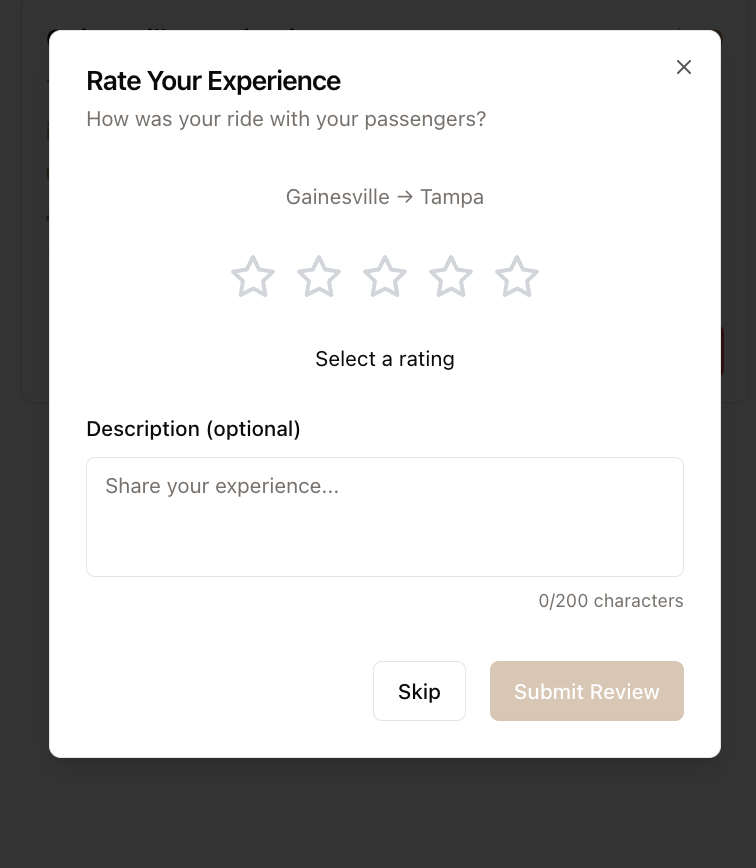 Rate Your Experience
How was your ride with your passengers?
Gainesville → Tampa
Select a rating
Description (optional)
Share your experience...
0/200 characters
Skip
Submit Review